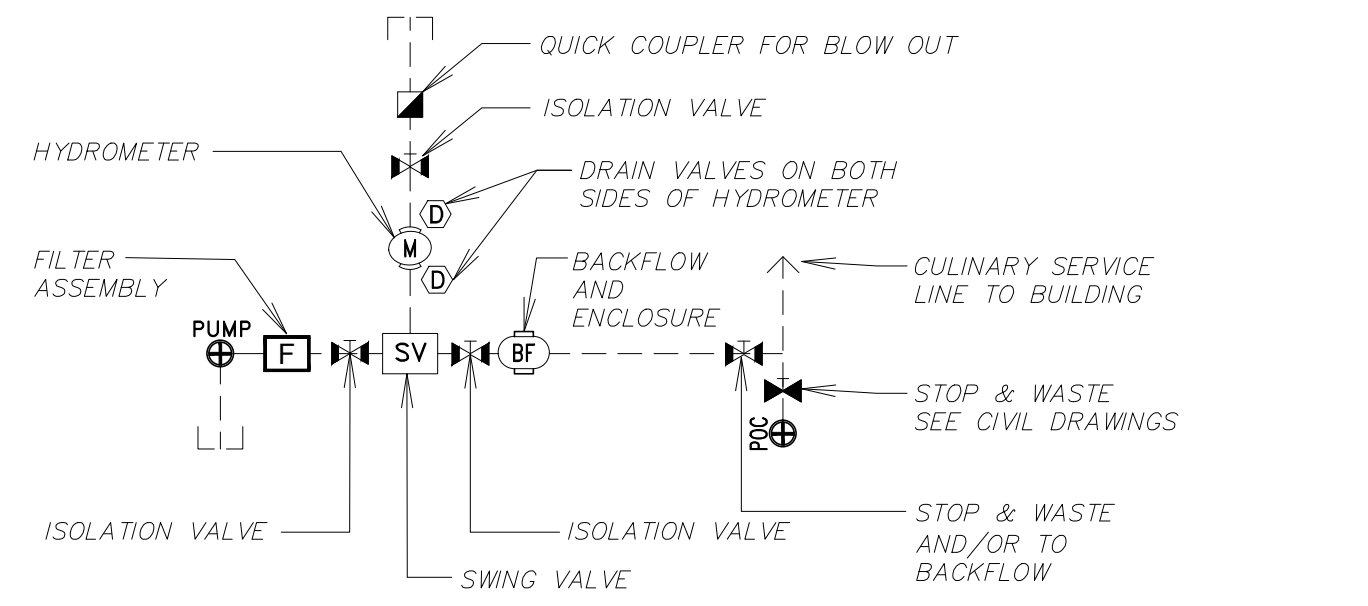 QUICK COUPLER FOR BLOW OUT
ISOLATION VALVE
HYDROMETER
DRAIN VALVES ON BOTH
SIDES OF HYDROMETER
D
M
D
FILTER
ASSEMBLY
BACKFLOW
AND
ENCLOSURE
CULINARY SERVICE
LINE TO BUILDING
PUMP
F
SV
BF
STOP & WASTE
SEE CIVIL DRAWINGS
POC
ISOLATION VALVE
ISOLATION VALVE
STOP & WASTE
AND/OR TO
BACKFLOW
SWING VALVE